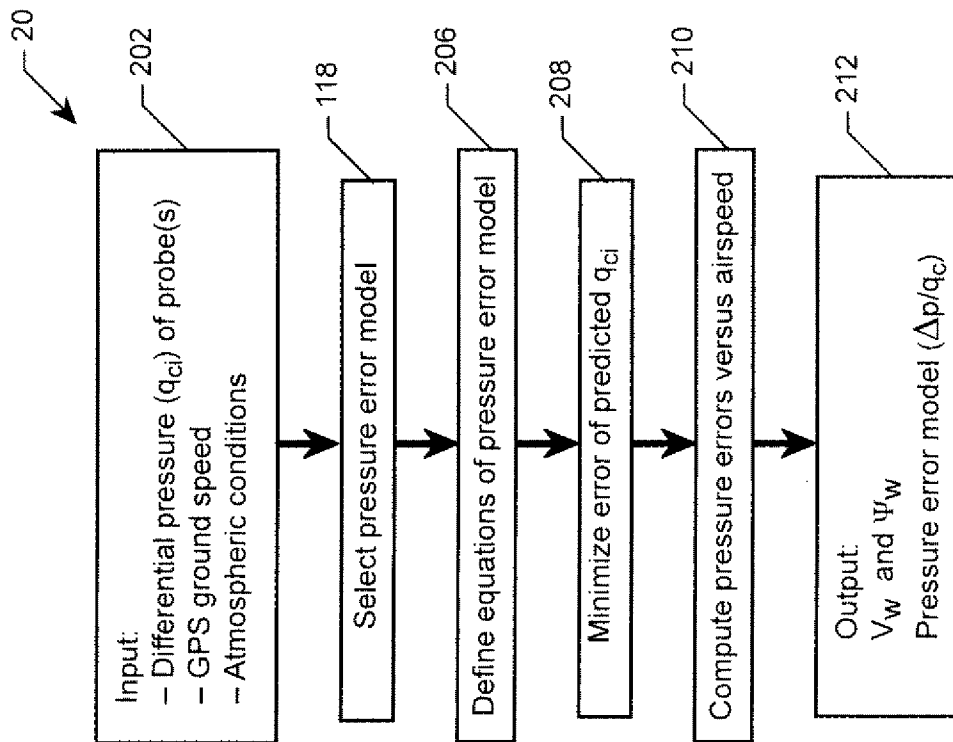 20
202
Input:
– Differential pressure (qci) of probe(s)
– GPS ground speed
– Atmospheric conditions
118
Select pressure error model
206
Define equations of pressure error model
208
Minimize error of predicted qci
210
Compute pressure errors versus airspeed
212
Output:
VW and ΨW
Pressure error model (Δp/qc)